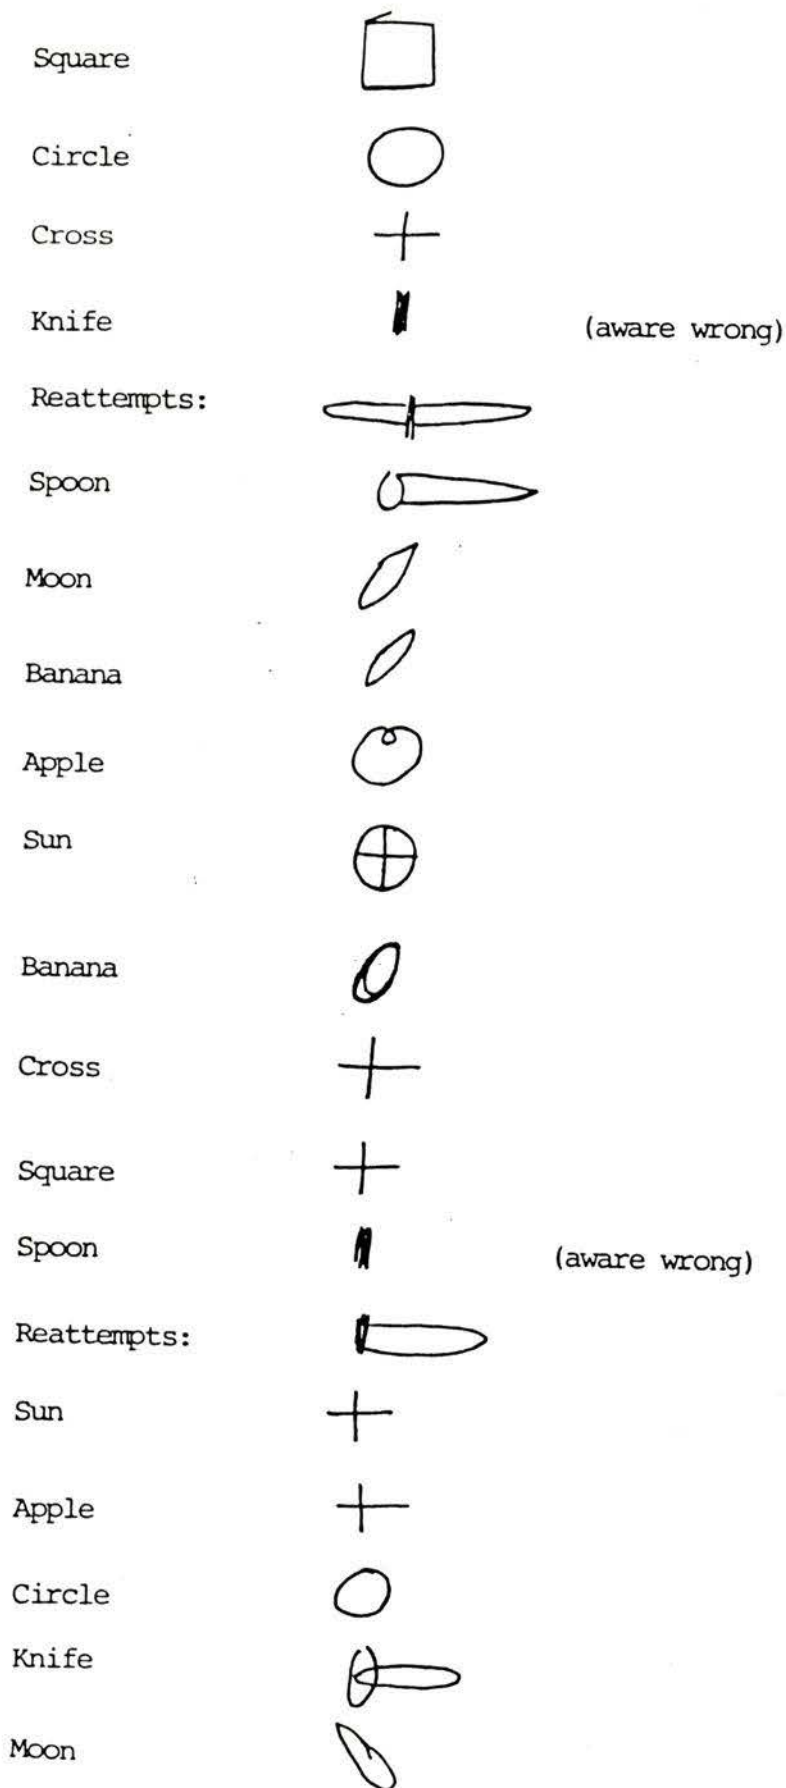 Square
Circle
Cross
Knife (aware wrong)
Reattempts:
Spoon
Moon
Banana
Apple
Sun
Banana
Cross
Square
Spoon (aware wrong)
Reattempts:
Sun
Apple
Circle
Knife
Moon